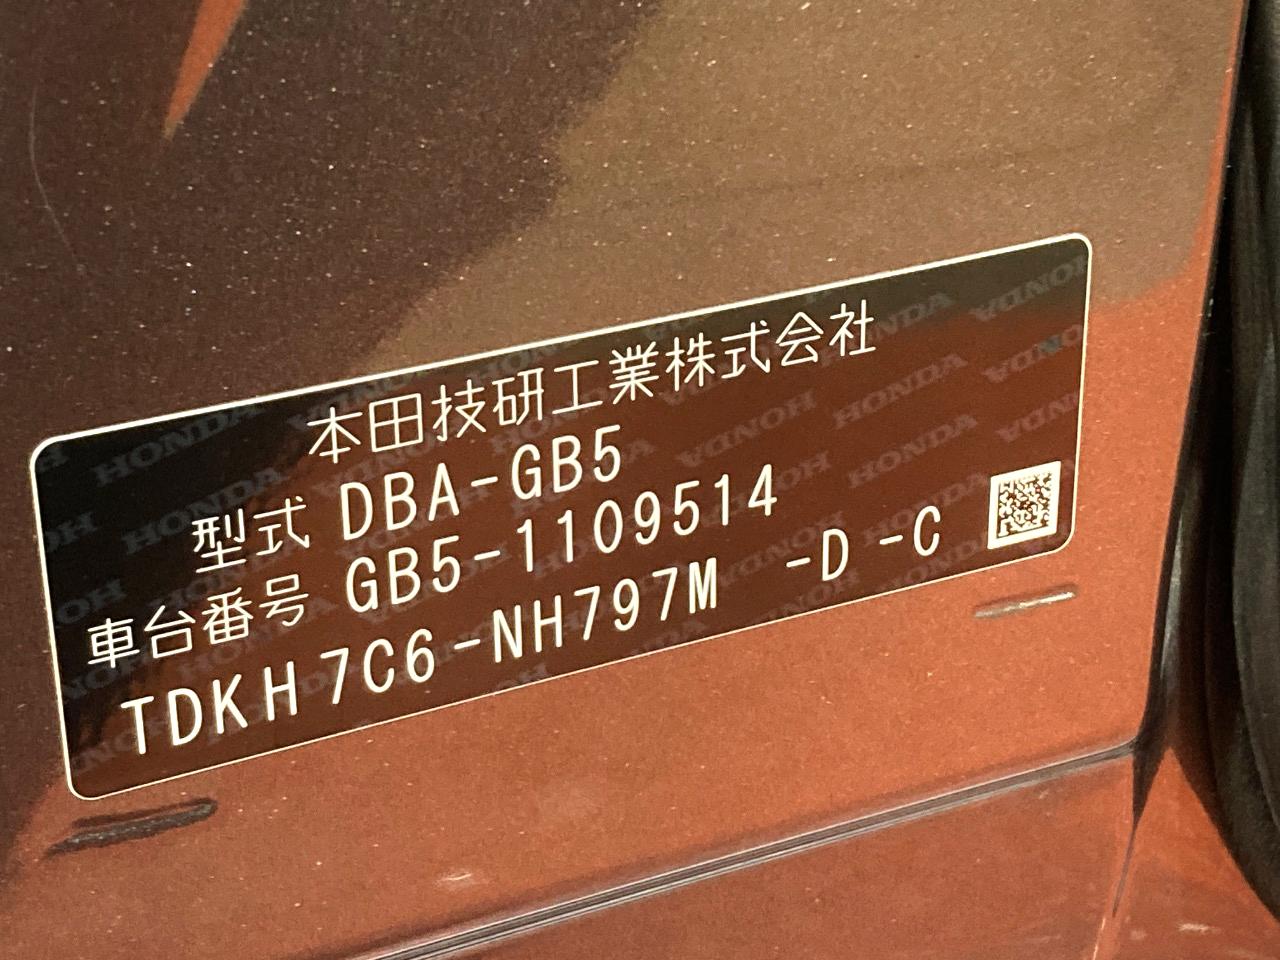 本田技研工業株式会社
型式 DBA-GB5
車台番号 GB5-1109514
TDKH7C6-NH797M -D -C